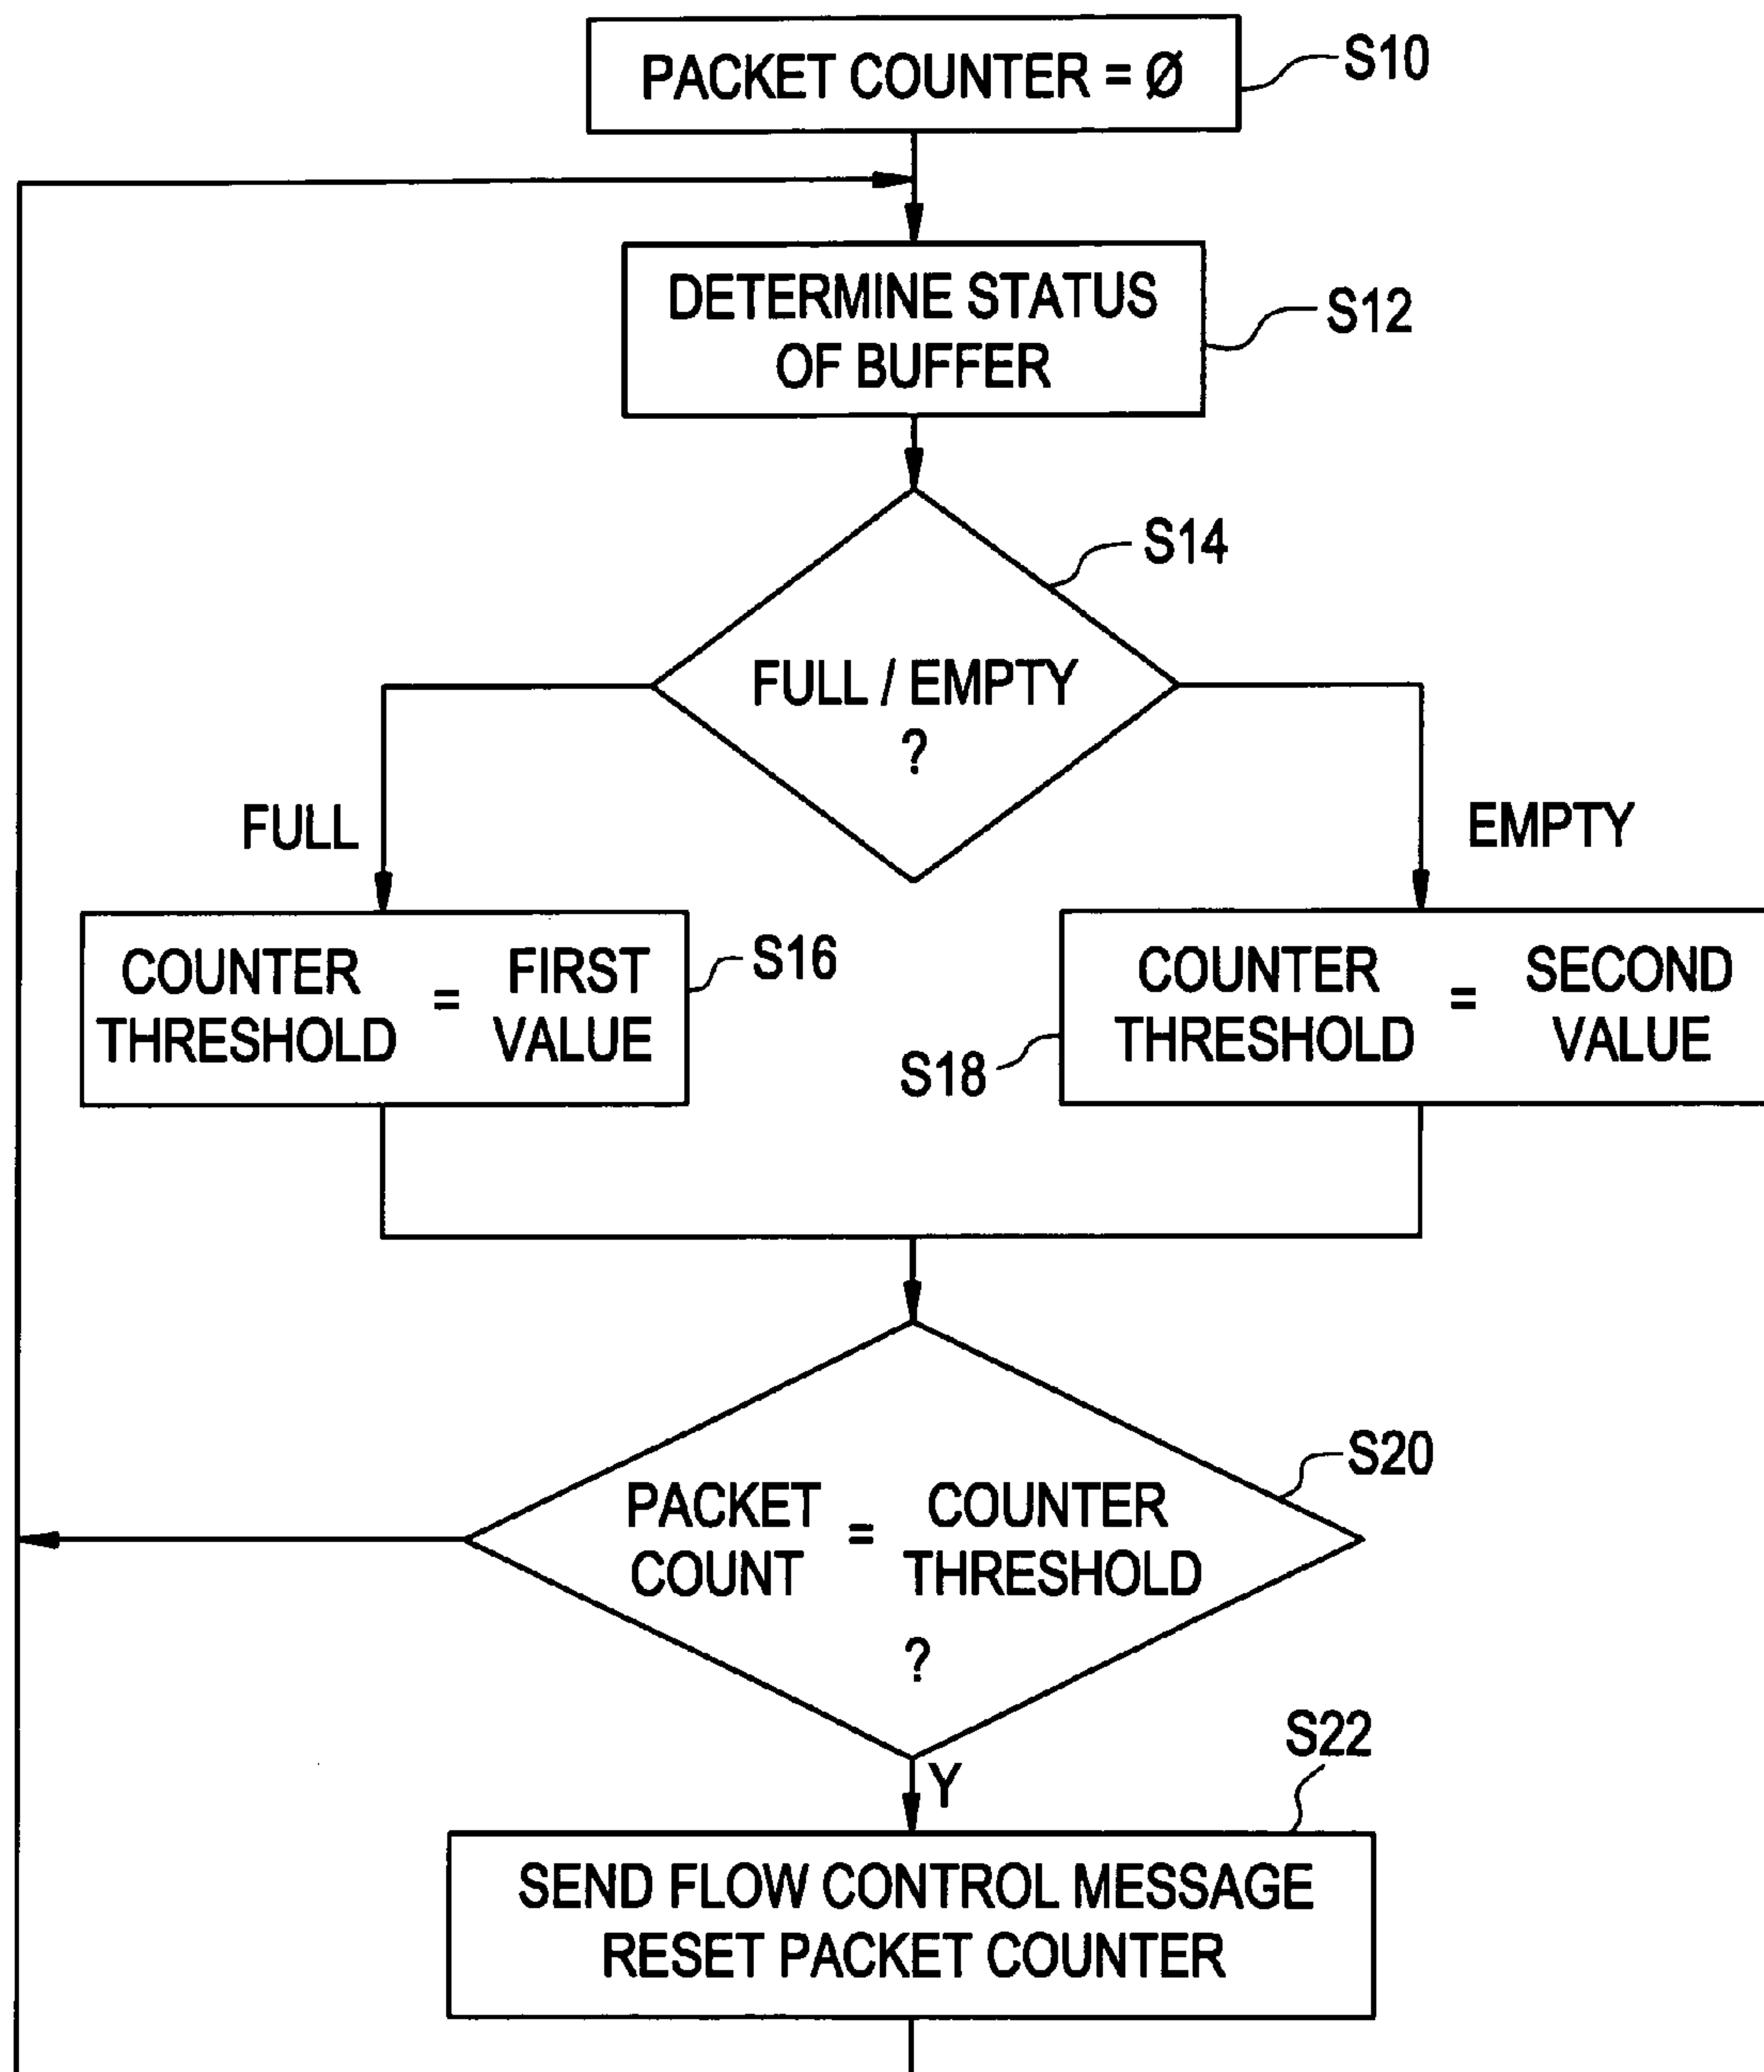 PACKET COUNTER = Ø
S10
DETERMINE STATUS
OF BUFFER
S12
S14
FULL / EMPTY
?
FULL
EMPTY
COUNTER THRESHOLD = FIRST VALUE
S16
COUNTER THRESHOLD = SECOND VALUE
S18
PACKET COUNT = COUNTER THRESHOLD
?
S20
Y
S22
SEND FLOW CONTROL MESSAGE
RESET PACKET COUNTER